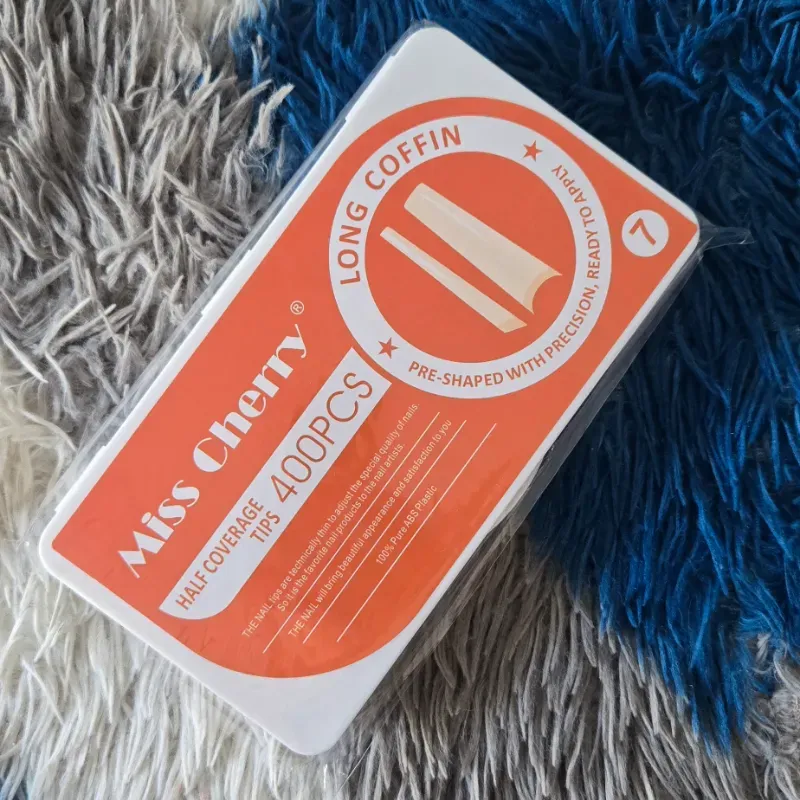 LONG COFFIN
PRE-SHAPED WITH PRECISION, READY TO APPLY
7
Miss Cherry®
HALF COVERAGE
TIPS
400PCS
THE NAIL tips are technically thin to adjust the special quality of nails
So it is the favorite nail products to the nail artists:
THE NAIL will bring beautiful appearance and satisfaction to you
100% Pure ABS Plastic